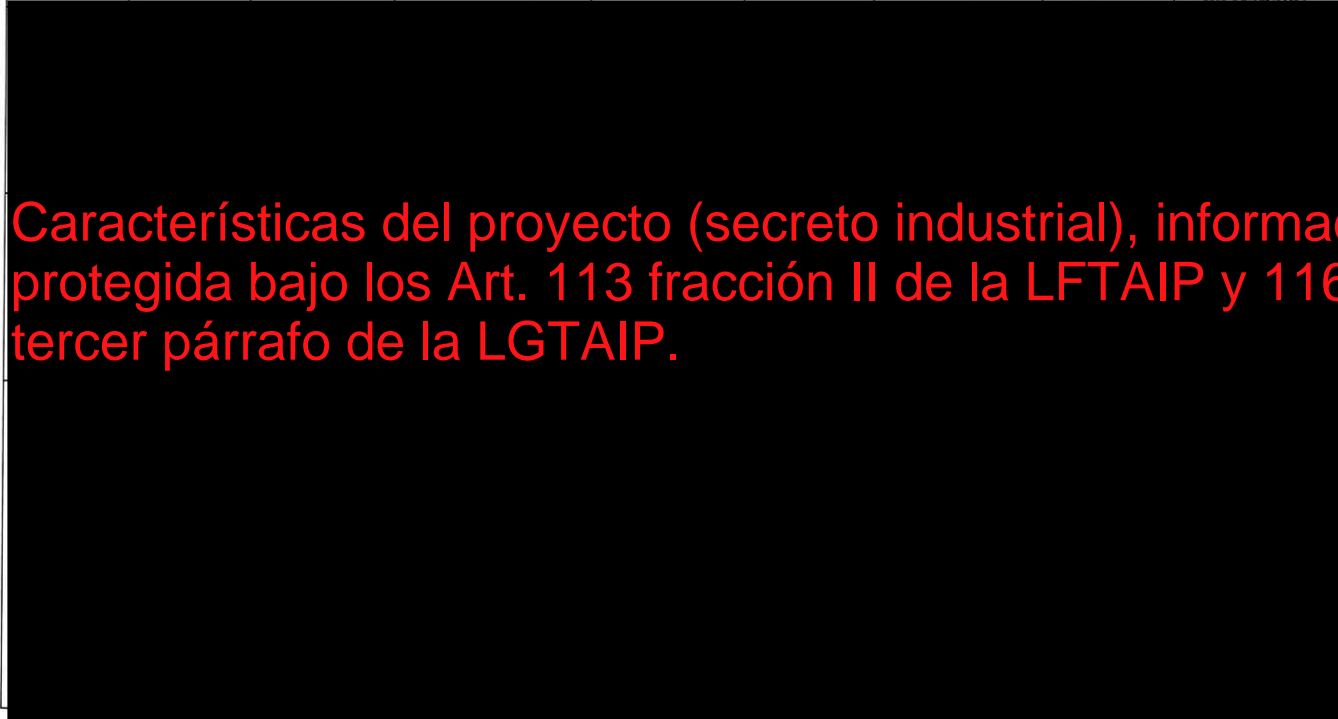 Características del proyecto (secreto industrial), informac
protegida bajo los Art. 113 fracción II de la LFTAIP y 116
tercer párrafo de la LGTAIP.